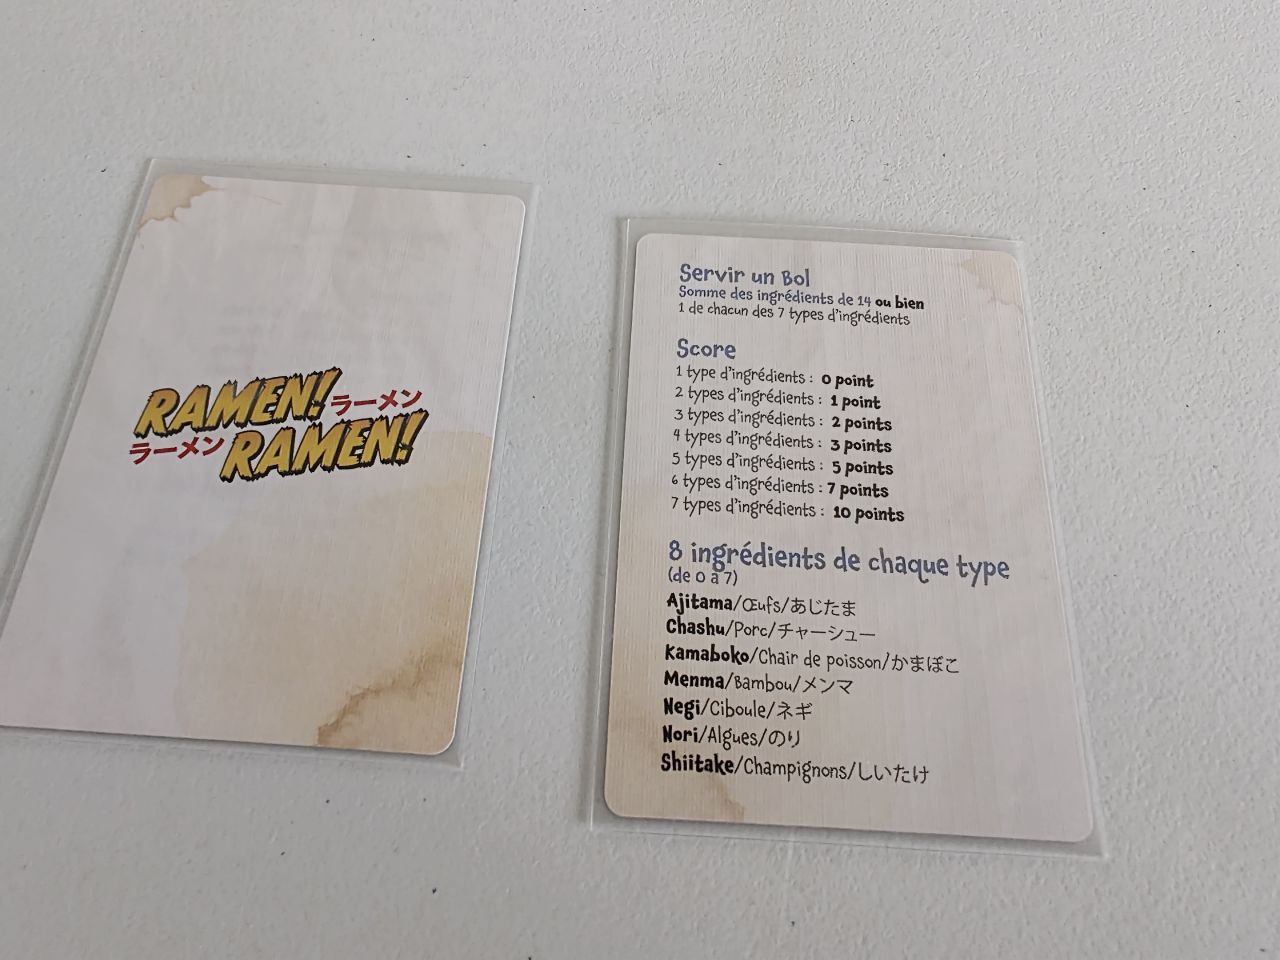 RAMEN! ラーメン
ラーメン RAMEN!
Servir un Bol
Somme des ingrédients de 14 ou bien
1 de chacun des 7 types d'ingrédients
Score
1 type d'ingrédients : 0 point
2 types d'ingrédients : 1 point
3 types d'ingrédients : 2 points
4 types d'ingrédients : 3 points
5 types d'ingrédients : 5 points
6 types d'ingrédients : 7 points
7 types d'ingrédients : 10 points
8 ingrédients de chaque type
(de 0 à 7)
Ajitama/Œufs/あじたま
Chashu/Porc/チャーシュー
Kamaboko/Chair de poisson/かまぼこ
Menma/Bambou/メンマ
Negi/Ciboule/ネギ
Nori/Algues/のり
Shiitake/Champignons/しいたけ